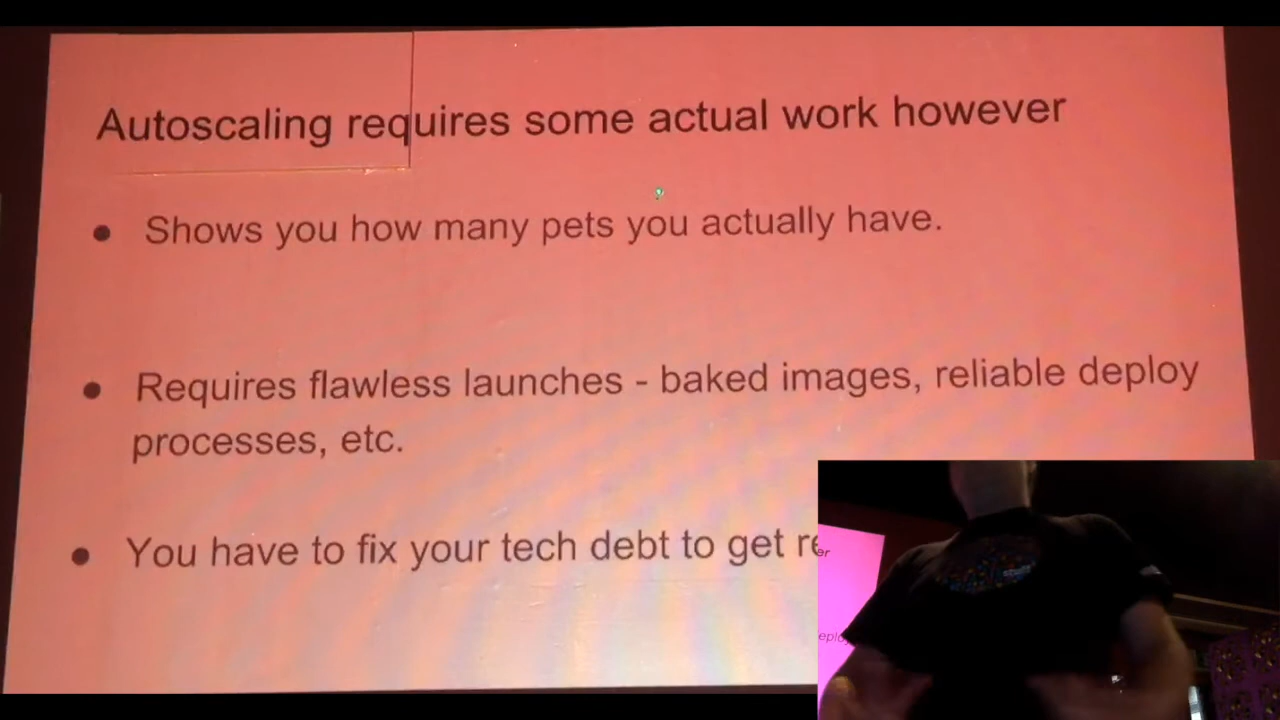 Autoscaling requires some actual work however
● Shows you how many pets you actually have.
● Requires flawless launches - baked images, reliable deploy
processes, etc.
● You have to fix your tech debt to get